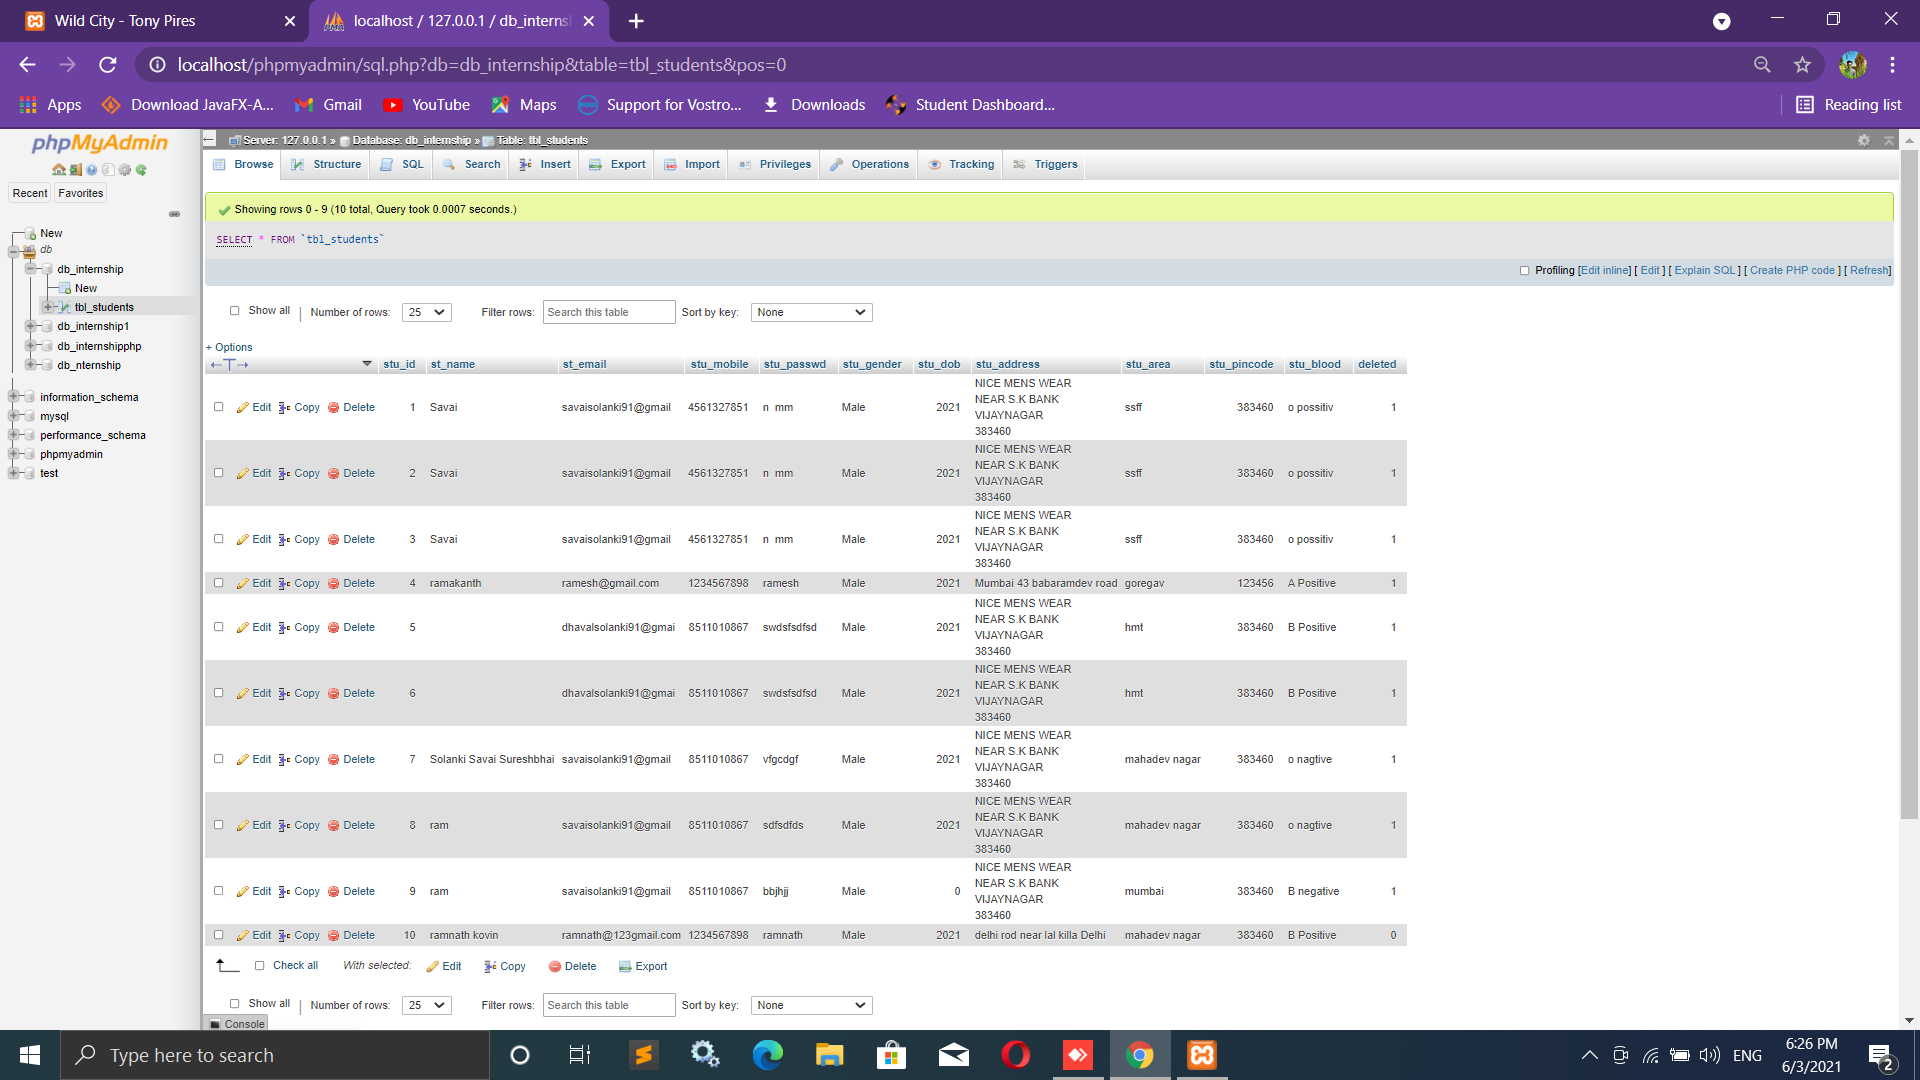 Wild City - Tony Pires
localhost / 127.0.0.1 / db_interns
localhost/phpmyadmin/sql.php?db=db_internship&table=tbl_students&pos=0
Apps Download JavaFX-A... Gmail YouTube Maps Support for Vostro... Downloads Student Dashboard... Reading list
phpMyAdmin
Recent Favorites
New
db
db_internship
New
tbl_students
db_internship1
db_internshipphp
db_nternship
information_schema
mysql
performance_schema
phpmyadmin
test
Server: 127.0.0.1 » Database: db_internship » Table: tbl_students
Browse Structure SQL Search Insert Export Import Privileges Operations Tracking Triggers
Showing rows 0 - 9 (10 total, Query took 0.0007 seconds.)
SELECT * FROM `tbl_students`
Profiling [Edit inline] [ Edit ] [ Explain SQL ] [ Create PHP code ] [ Refresh]
Show all | Number of rows: 25 Filter rows: Search this table Sort by key: None
+ Options
←T→ stu_id st_name st_email stu_mobile stu_passwd stu_gender stu_dob stu_address stu_area stu_pincode stu_blood deleted
NICE MENS WEAR
NEAR S.K BANK
Edit Copy Delete 1 Savai savaisolanki91@gmail 4561327851 n mm Male 2021 VIJAYNAGAR ssff 383460 o possitiv 1
383460
NICE MENS WEAR
NEAR S.K BANK
Edit Copy Delete 2 Savai savaisolanki91@gmail 4561327851 n mm Male 2021 VIJAYNAGAR ssff 383460 o possitiv 1
383460
NICE MENS WEAR
NEAR S.K BANK
Edit Copy Delete 3 Savai savaisolanki91@gmail 4561327851 n mm Male 2021 VIJAYNAGAR ssff 383460 o possitiv 1
383460
Edit Copy Delete 4 ramakanth ramesh@gmail.com 1234567898 ramesh Male 2021 Mumbai 43 babaramdev road goregav 123456 A Positive 1
NICE MENS WEAR
NEAR S.K BANK
Edit Copy Delete 5 dhavalsolanki91@gmai 8511010867 swdsfsdfsd Male 2021 VIJAYNAGAR hmt 383460 B Positive 1
383460
NICE MENS WEAR
NEAR S.K BANK
Edit Copy Delete 6 dhavalsolanki91@gmai 8511010867 swdsfsdfsd Male 2021 VIJAYNAGAR hmt 383460 B Positive 1
383460
NICE MENS WEAR
NEAR S.K BANK
Edit Copy Delete 7 Solanki Savai Sureshbhai savaisolanki91@gmail 8511010867 vfgcdgf Male 2021 VIJAYNAGAR mahadev nagar 383460 o nagtive 1
383460
NICE MENS WEAR
NEAR S.K BANK
Edit Copy Delete 8 ram savaisolanki91@gmail 8511010867 sdfsdfds Male 2021 VIJAYNAGAR mahadev nagar 383460 o nagtive 1
383460
NICE MENS WEAR
NEAR S.K BANK
Edit Copy Delete 9 ram savaisolanki91@gmail 8511010867 bbjhjj Male 0 VIJAYNAGAR mumbai 383460 B negative 1
383460
Edit Copy Delete 10 ramnath kovin ramnath@123gmail.com 1234567898 ramnath Male 2021 delhi rod near lal killa Delhi mahadev nagar 383460 B Positive 0
Check all With selected: Edit Copy Delete Export
Show all | Number of rows: 25 Filter rows: Search this table Sort by key: None
Console
Type here to search
ENG
6:26 PM
6/3/2021
2